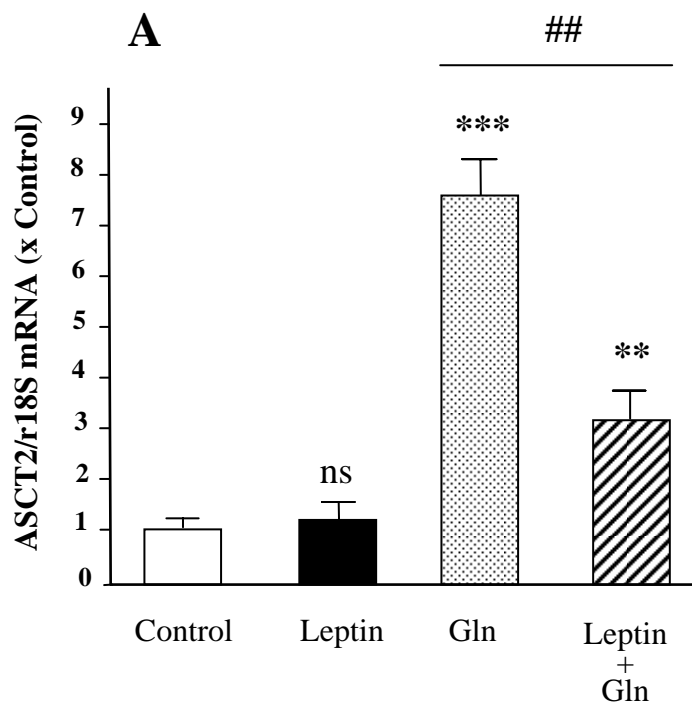 A
##
ASCT2/r18S mRNA (x Control)
9
8
7
6
5
4
3
2
1
0
***
**
ns
Control
Leptin
Gln
Leptin
+
Gln